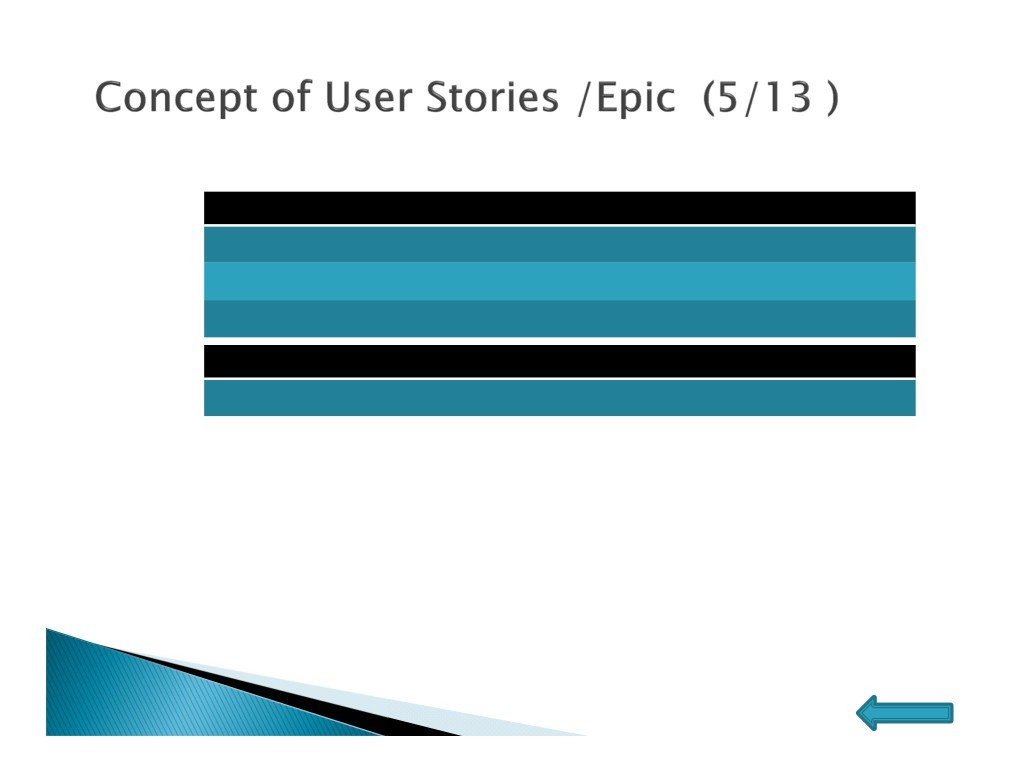 Concept of User Stories /Epic (5/13 )